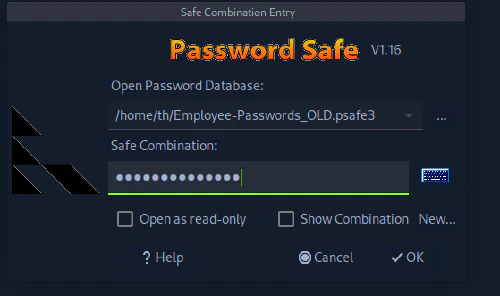 Safe Combination Entry
Password Safe V1.16
Open Password Database:
/home/th/Employee-Passwords_OLD.psafe3 ...
Safe Combination:
●●●●●●●●●●●●●●
Open as read-only Show Combination New...
? Help Cancel OK